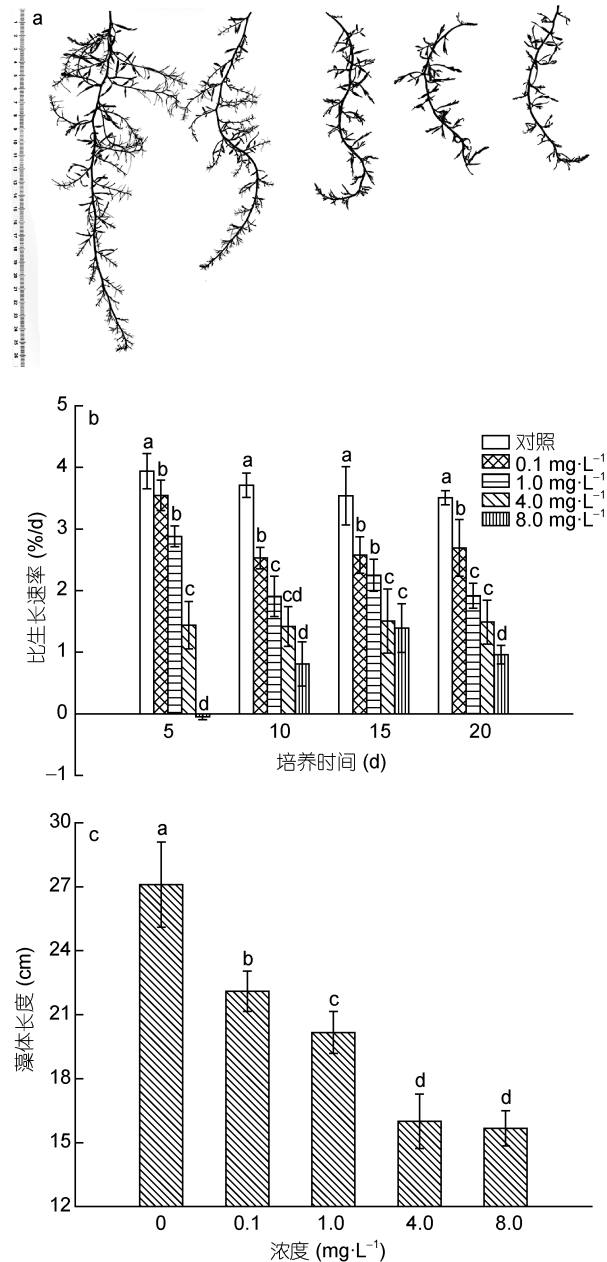 a
b
5
4
3
2
1
0
−1
比生长速率 (%/d)
对照
0.1 mg·L⁻¹
1.0 mg·L⁻¹
4.0 mg·L⁻¹
8.0 mg·L⁻¹
a b b c d
a b c cd d
a b b c c
a b c c d
5 10 15 20
培养时间 (d)
c
30
27
24
21
18
15
12
藻体长度 (cm)
a b c d d
0 0.1 1.0 4.0 8.0
浓度 (mg·L⁻¹)